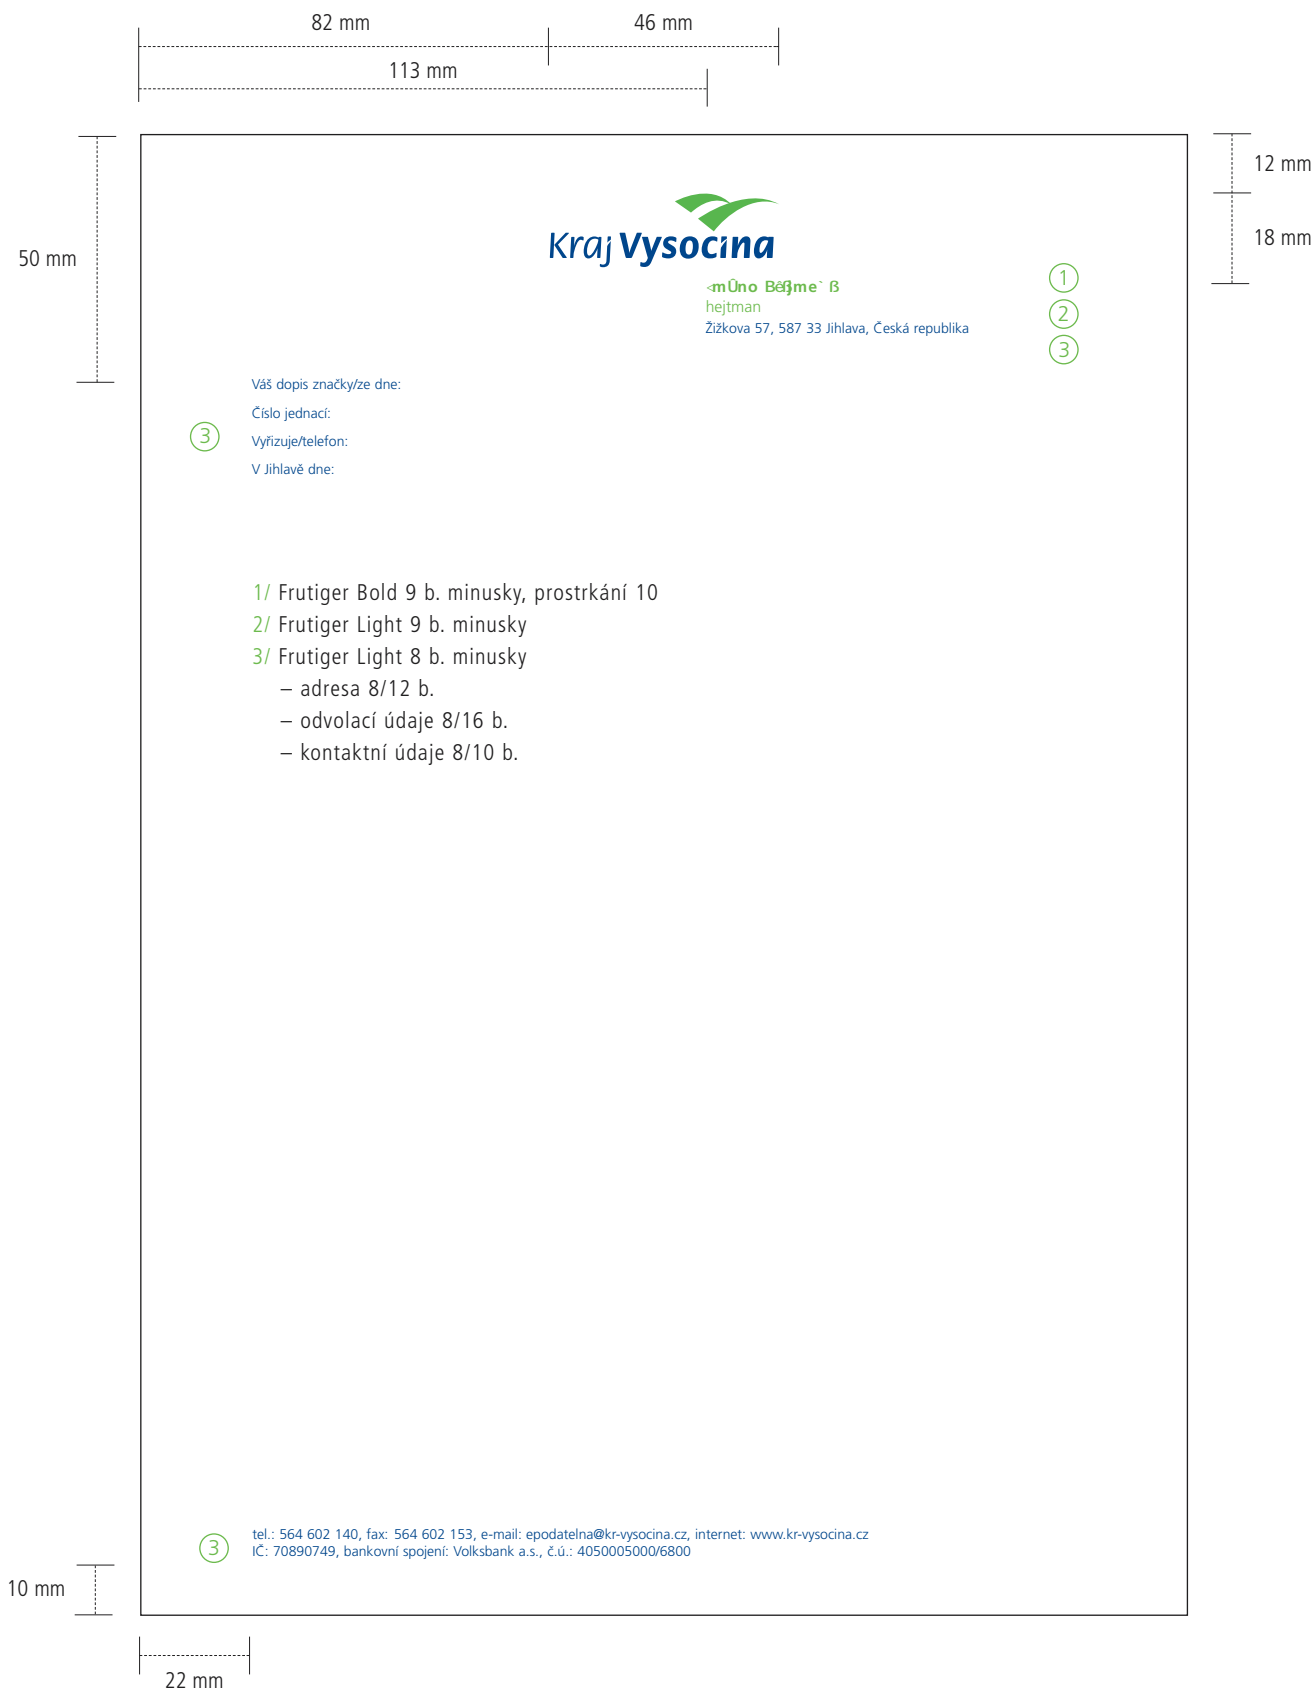 82 mm
46 mm
113 mm
12 mm
50 mm
18 mm
Kraj Vysocina
1
hejtman
2
Žižkova 57, 587 33 Jihlava, Česká republika
3
Váš dopis značky/ze dne:
Číslo jednací:
3
Vyřizuje/telefon:
V Jihlavě dne:
1/ Frutiger Bold 9 b. minusky, prostrkání 10
2/ Frutiger Light 9 b. minusky
3/ Frutiger Light 8 b. minusky
– adresa 8/12 b.
– odvolací údaje 8/16 b.
– kontaktní údaje 8/10 b.
3
tel.: 564 602 140, fax: 564 602 153, e-mail: epodatelna@kr-vysocina.cz, internet: www.kr-vysocina.cz
IČ: 70890749, bankovní spojení: Volksbank a.s., č.ú.: 4050005000/6800
10 mm
22 mm